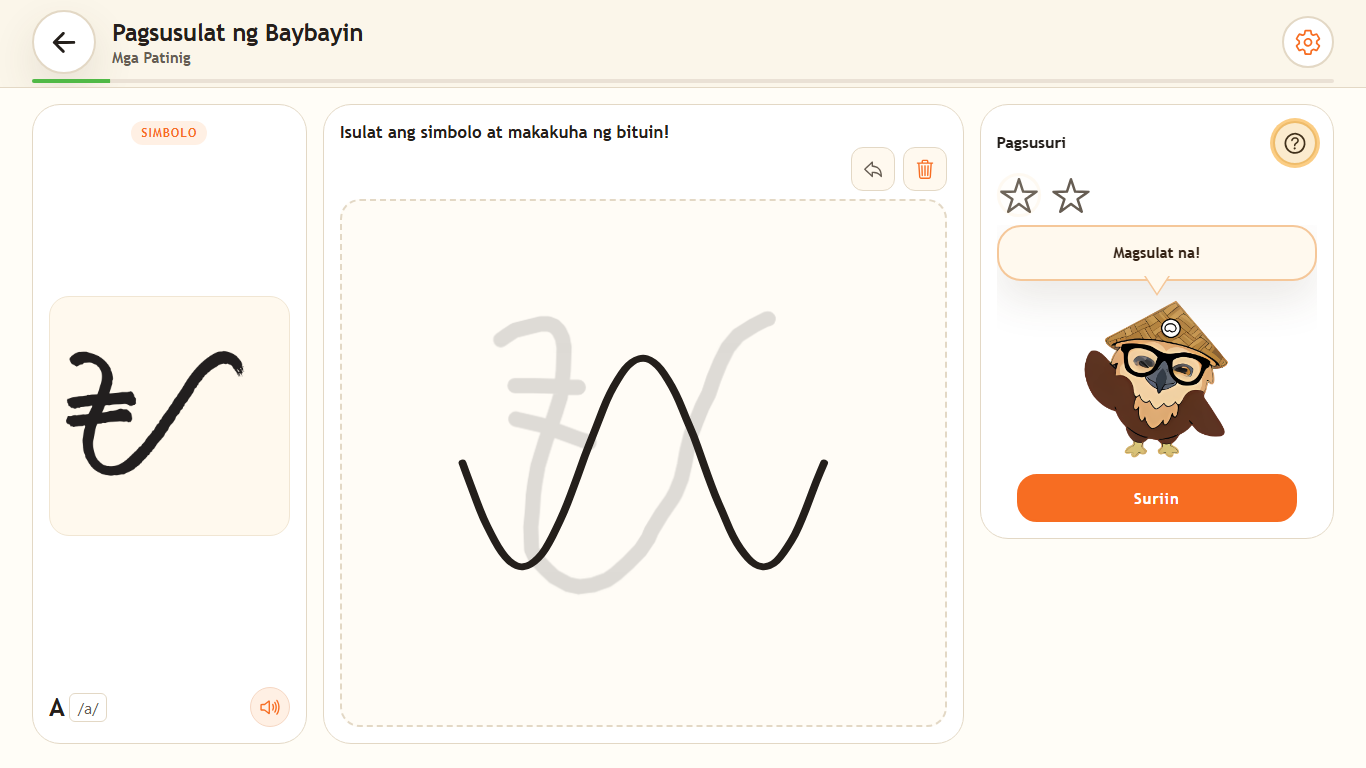 Pagsusulat ng Baybayin
Mga Patinig
SIMBOLO
ᜀ
A /a/
Isulat ang simbolo at makakuha ng bituin!
ᜀ
Pagsusuri
Magsulat na!
Suriin